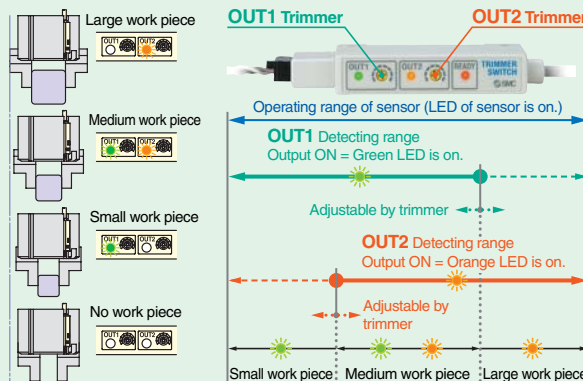 Large work piece
OUT1 OUT2
Medium work piece
OUT1 OUT2
Small work piece
OUT1 OUT2
No work piece
OUT1 OUT2
OUT1 Trimmer
OUT2 Trimmer
OUT1 OUT2 READY TRIMMER SWITCH
SMC
Operating range of sensor (LED of sensor is on.)
OUT1 Detecting range
Output ON = Green LED is on.
Adjustable by trimmer
OUT2 Detecting range
Output ON = Orange LED is on.
Adjustable by
trimmer
Small work piece Medium work piece Large work piece